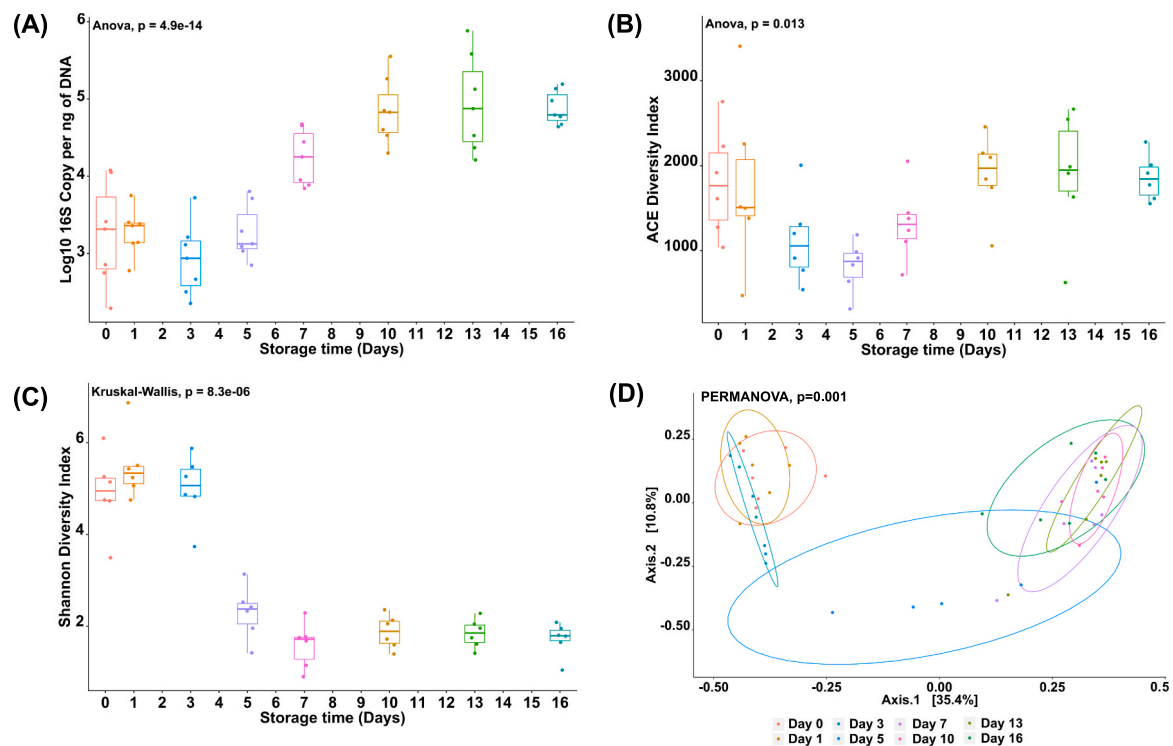 (A)
Anova, p = 4.9e-14
Log10 16S Copy per ng of DNA
6
5
4
3
0 1 2 3 4 5 6 7 8 9 10 11 12 13 14 15 16
Storage time (Days)
(B)
Anova, p = 0.013
ACE Diversity Index
3000
2000
1000
0 1 2 3 4 5 6 7 8 9 10 11 12 13 14 15 16
Storage time (Days)
(C)
Kruskal-Wallis, p = 8.3e-06
Shannon Diversity Index
6
4
2
0 1 2 3 4 5 6 7 8 9 10 11 12 13 14 15 16
Storage time (Days)
(D)
PERMANOVA, p=0.001
Axis.2 [10.8%]
0.25
0.00
-0.25
-0.50
-0.50 -0.25 0.00 0.25 0.5
Axis.1 [35.4%]
Day 0 Day 3 Day 7 Day 13
Day 1 Day 5 Day 10 Day 16